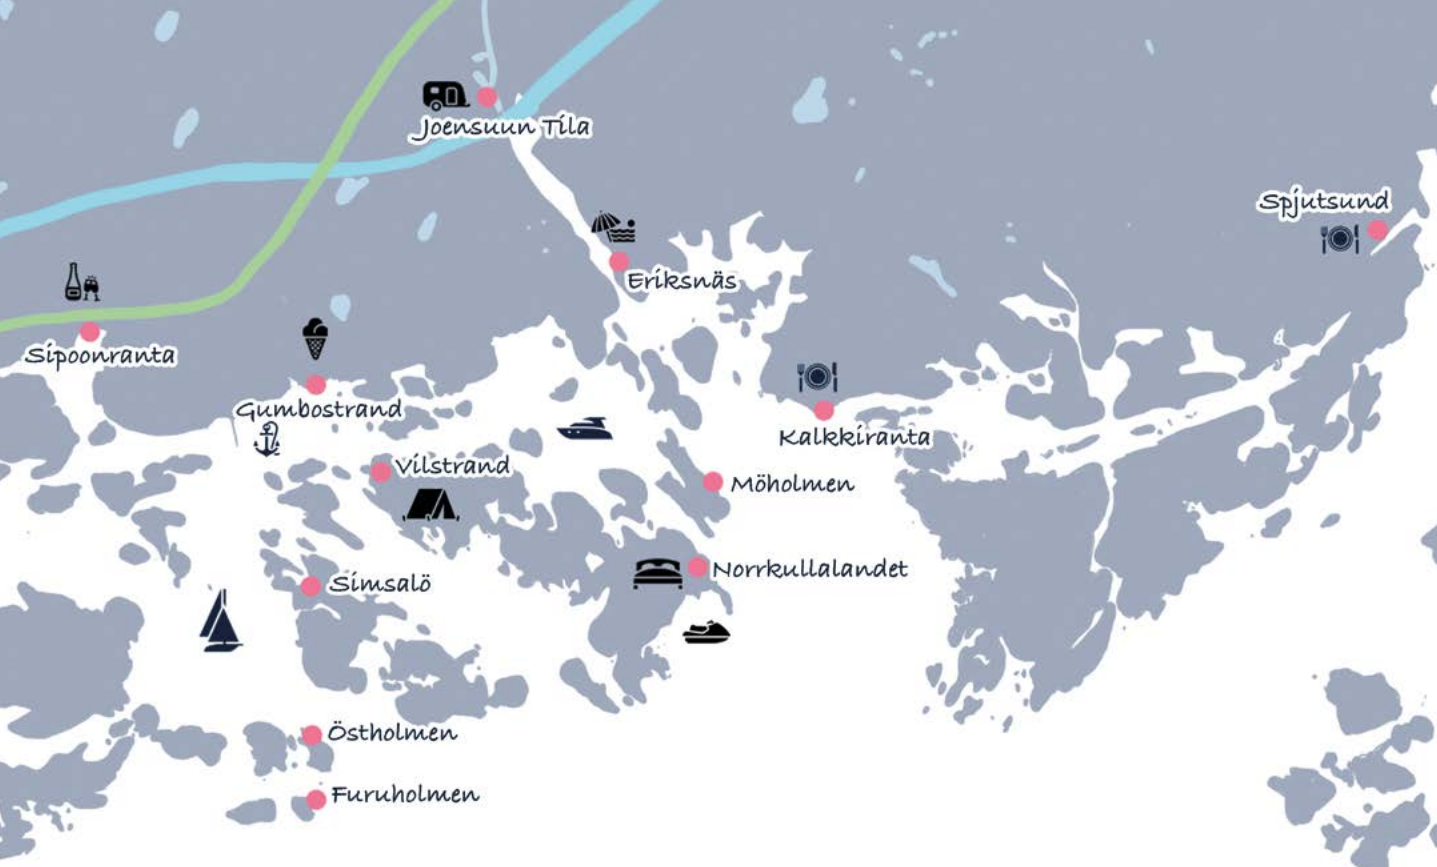 Joensuun Tila
Spjutsund
Eriksnäs
Sipoonranta
Gumbostrand
Kalkkiranta
Vilstrand
Möholmen
Norrkullalandet
Simsalö
Östholmen
Furuholmen